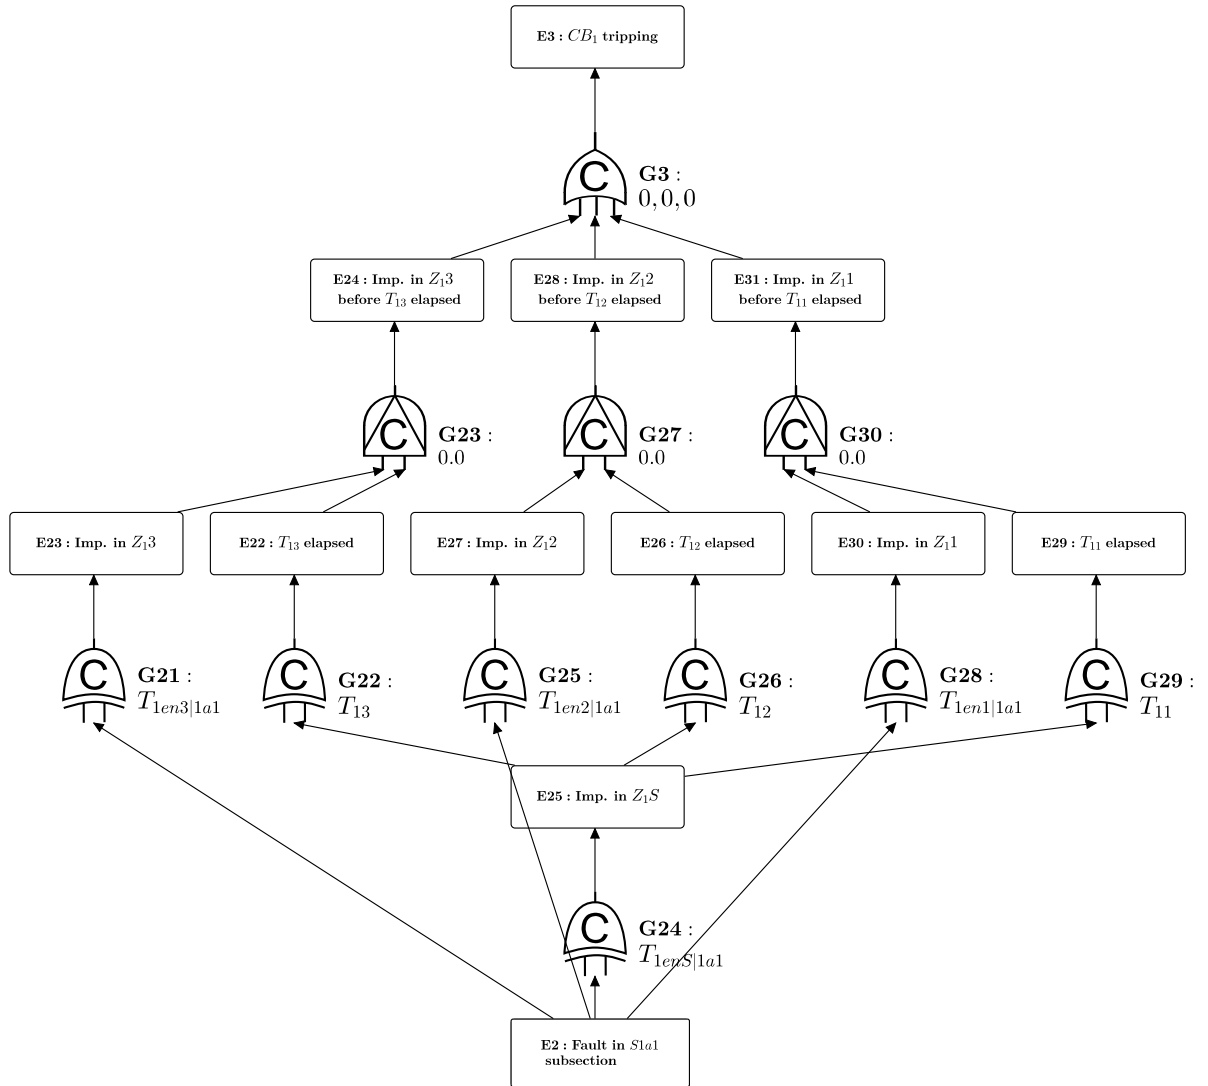 E3 : CB₁ tripping
C
G3 :
0, 0, 0
E24 : Imp. in Z₁3
before T₁₃ elapsed
E28 : Imp. in Z₁2
before T₁₂ elapsed
E31 : Imp. in Z₁1
before T₁₁ elapsed
C
G23 :
0.0
C
G27 :
0.0
C
G30 :
0.0
E23 : Imp. in Z₁3
E22 : T₁₃ elapsed
E27 : Imp. in Z₁2
E26 : T₁₂ elapsed
E30 : Imp. in Z₁1
E29 : T₁₁ elapsed
C
G21 :
T1en3|1a1
C
G22 :
T₁₃
C
G25 :
T1en2|1a1
C
G26 :
T₁₂
C
G28 :
T1en1|1a1
C
G29 :
T₁₁
E25 : Imp. in Z₁S
C
G24 :
T1enS|1a1
E2 : Fault in S1a1
subsection